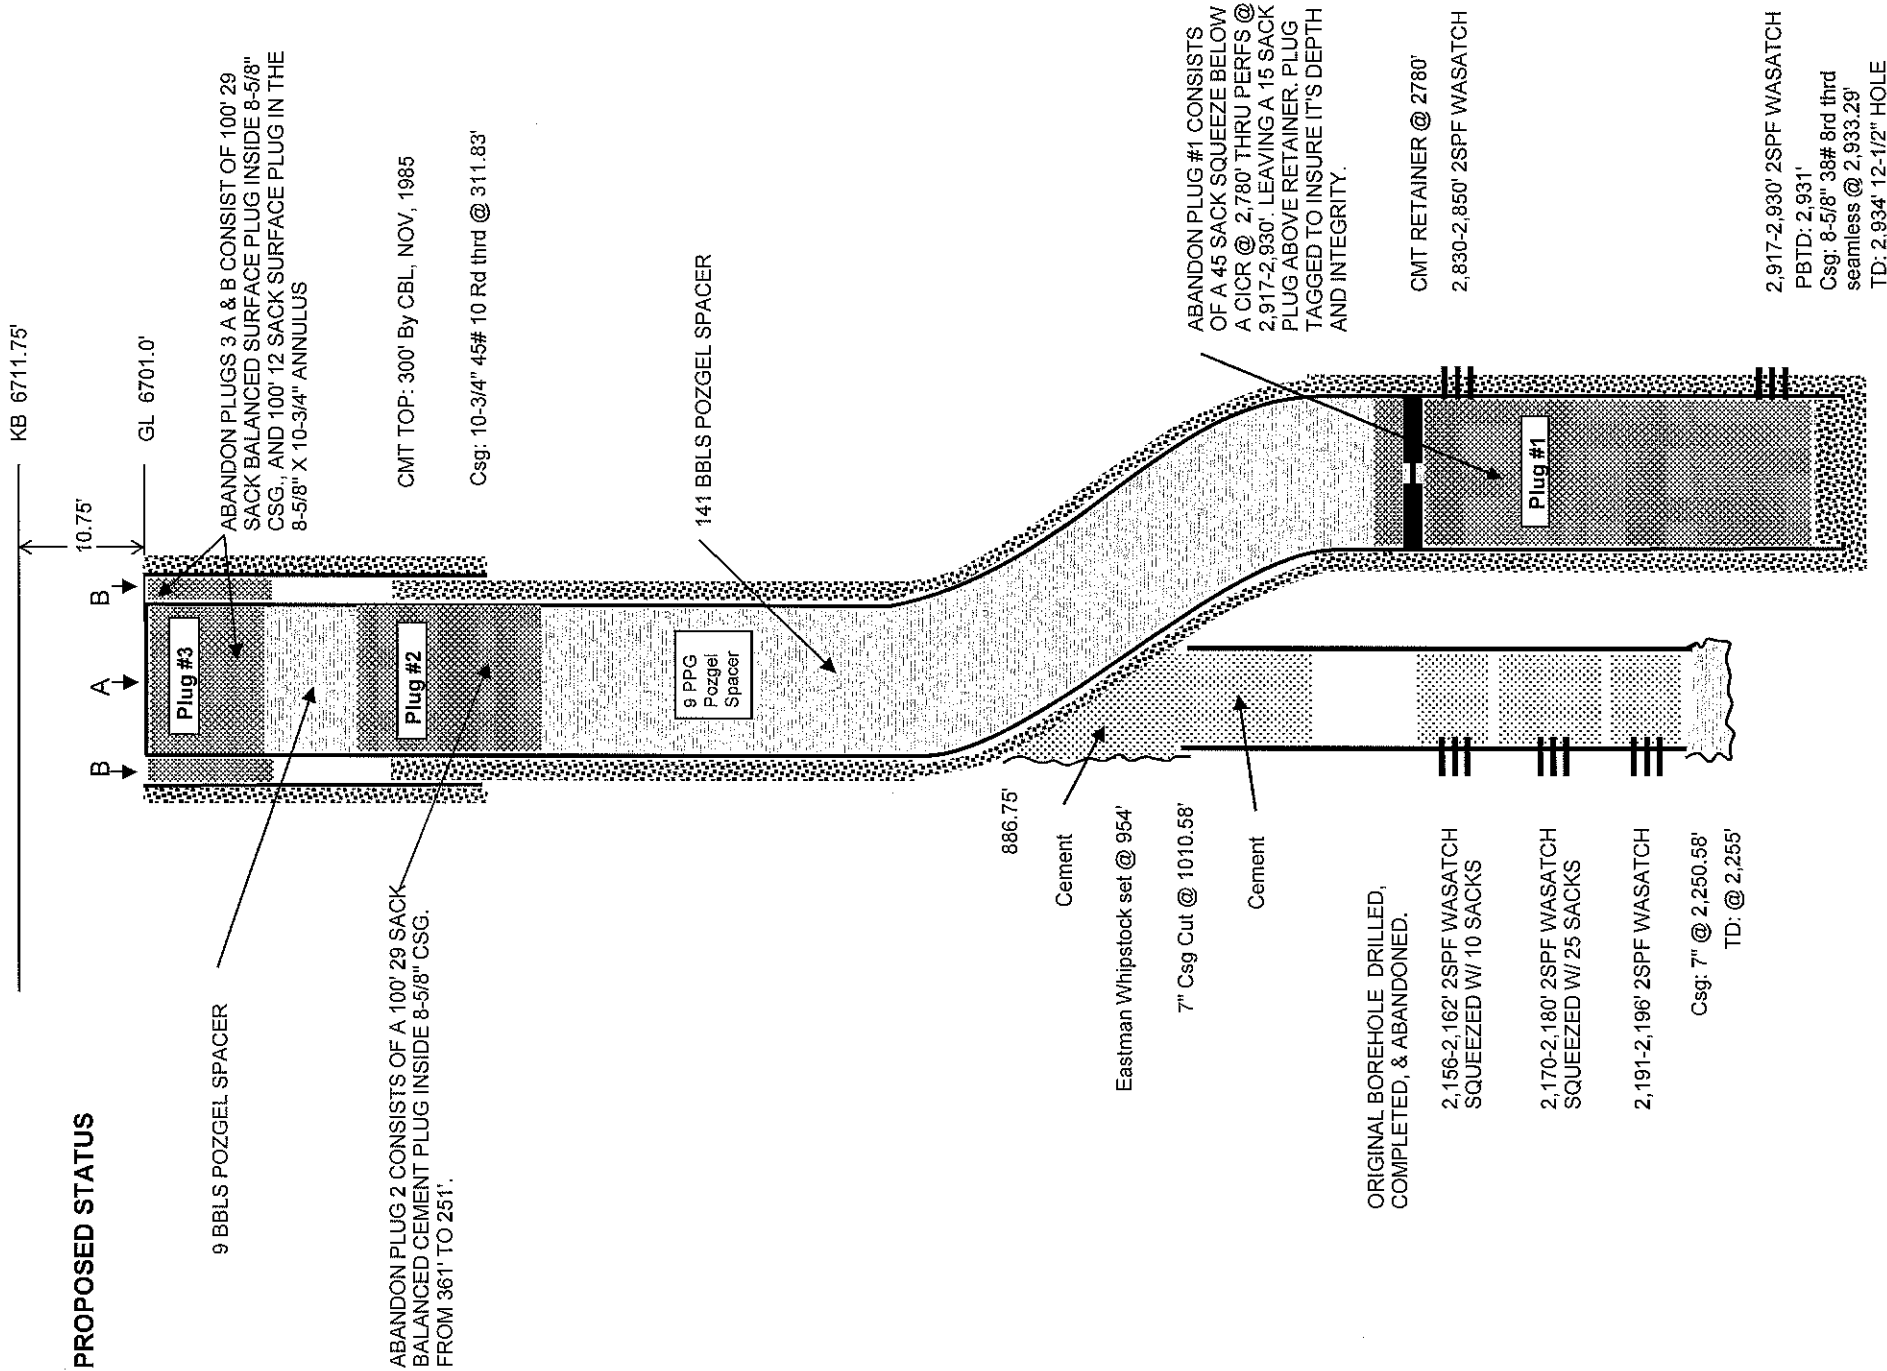 PROPOSED STATUS
KB 6711.75'
10.75'
GL 6701.0'
B
A
B
ABANDON PLUGS 3 A & B CONSIST OF 100' 29
SACK BALANCED SURFACE PLUG INSIDE 8-5/8"
CSG., AND 100' 12 SACK SURFACE PLUG IN THE
8-5/8" X 10-3/4" ANNULUS
Plug #3
9 BBLS POZGEL SPACER
CMT TOP: 300' By CBL, NOV, 1985
Plug #2
Csg: 10-3/4" 45# 10 Rd thrd @ 311.83'
ABANDON PLUG 2 CONSISTS OF A 100' 29 SACK
BALANCED CEMENT PLUG INSIDE 8-5/8" CSG.
FROM 361' TO 251'.
9 PPG
Pozgel
Spacer
141 BBLS POZGEL SPACER
886.75'
Cement
Eastman Whipstock set @ 954'
7" Csg Cut @ 1010.58'
Cement
ABANDON PLUG #1 CONSISTS
OF A 45 SACK SQUEEZE BELOW
A CICR @ 2,780' THRU PERFS @
2,917-2,930'. LEAVING A 15 SACK
PLUG ABOVE RETAINER. PLUG
TAGGED TO INSURE IT'S DEPTH
AND INTEGRITY.
ORIGINAL BOREHOLE DRILLED,
COMPLETED, & ABANDONED.
CMT RETAINER @ 2780'
2,830-2,850' 2SPF WASATCH
Plug #1
2,156-2,162' 2SPF WASATCH
SQUEEZED W/ 10 SACKS
2,170-2,180' 2SPF WASATCH
SQUEEZED W/ 25 SACKS
2,191-2,196' 2SPF WASATCH
Csg: 7" @ 2,250.58'
TD: @ 2,255'
2,917-2,930' 2SPF WASATCH
PBTD: 2,931'
Csg: 8-5/8" 38# 8rd thrd
seamless @ 2,933.29'
TD: 2,934' 12-1/2" HOLE